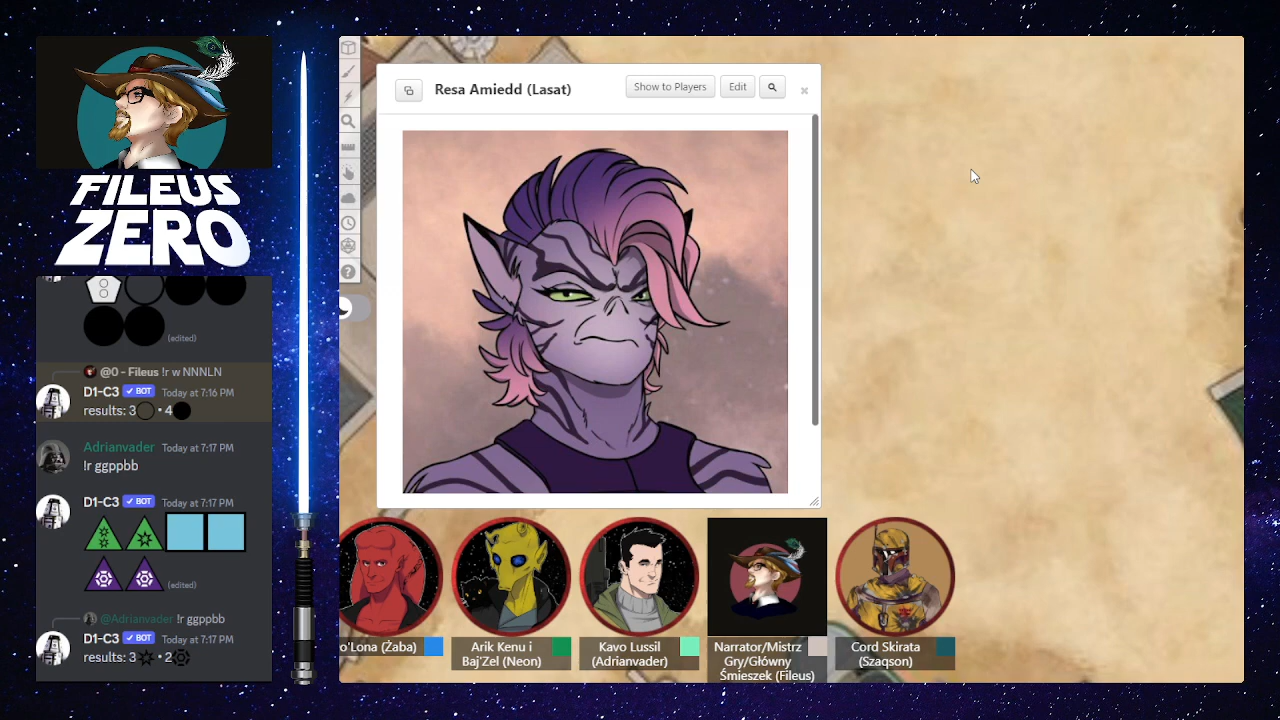 FILEUS
ZERO
(edited)
@0 - Fileus !r w NNNLN
D1-C3 ✓ BOT Today at 7:16 PM
results: 3 • 4
Adrianvader Today at 7:17 PM
!r ggppbb
D1-C3 ✓ BOT Today at 7:17 PM
(edited)
@Adrianvader !r ggppbb
D1-C3 ✓ BOT Today at 7:17 PM
results: 3 • 2
Resa Amiedd (Lasat)
Show to Players
Edit
o'Lona (Żaba)
Arik Kenu i
Baj'Zel (Neon)
Kavo Lussil
(Adrianvader)
Narrator/Mistrz
Gry/Główny
Śmieszek (Fileus)
Cord Skirata
(Szaqson)